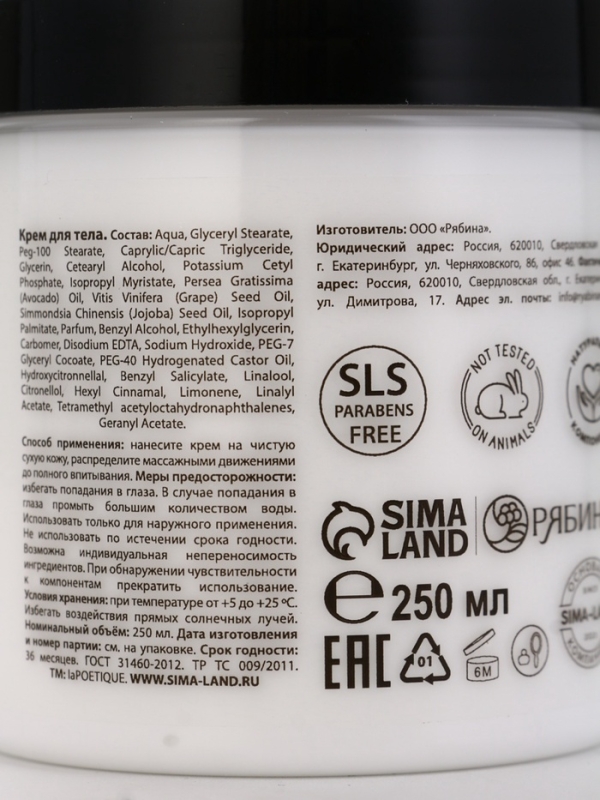 Крем для тела. Состав: Aqua, Glyceryl Stearate,
Peg-100 Stearate, Caprylic/Capric Triglyceride,
Glycerin, Cetearyl Alcohol, Potassium Cetyl
Phosphate, Isopropyl Myristate, Persea Gratissima
(Avocado) Oil, Vitis Vinifera (Grape) Seed Oil,
Simmondsia Chinensis (Jojoba) Seed Oil, Isopropyl
Palmitate, Parfum, Benzyl Alcohol, Ethylhexylglycerin,
Carbomer, Disodium EDTA, Sodium Hydroxide, PEG-7
Glyceryl Cocoate, PEG-40 Hydrogenated Castor Oil,
Hydroxycitronnellal, Benzyl Salicylate, Linalool,
Citronellol, Hexyl Cinnamal, Limonene, Linalyl
Acetate, Tetramethyl acetyloctahydronaphthalenes,
Geranyl Acetate.
Способ применения: нанесите крем на чистую
сухую кожу, распределите массажными движениями
до полного впитывания. Меры предосторожности:
избегать попадания в глаза. В случае попадания в
глаза промыть большим количеством воды.
Использовать только для наружного применения.
Не использовать по истечении срока годности.
Возможна индивидуальная непереносимость
ингредиентов. При обнаружении чувствительности
к компонентам прекратить использование.
Условия хранения: при температуре от +5 до +25 ºC.
Избегать воздействия прямых солнечных лучей.
Номинальный объём: 250 мл. Дата изготовления
и номер партии: см. на упаковке. Срок годности:
36 месяцев. ГОСТ 31460-2012. ТР ТС 009/2011.
TM: laPOETIQUE. WWW.SIMA-LAND.RU
Изготовитель: ООО «Рябина».
Юридический адрес: Россия, 620010, Свердловская
г. Екатеринбург, ул. Черняховского, 86, офис 46.
адрес: Россия, 620010, Свердловская обл., г.
ул. Димитрова, 17. Адрес эл. почты:
SLS
PARABENS
FREE
NOT TESTED
ON ANIMALS
SIMA
LAND
РЯБИН
e 250 мл
EAC
01
6M
SIMA-LA